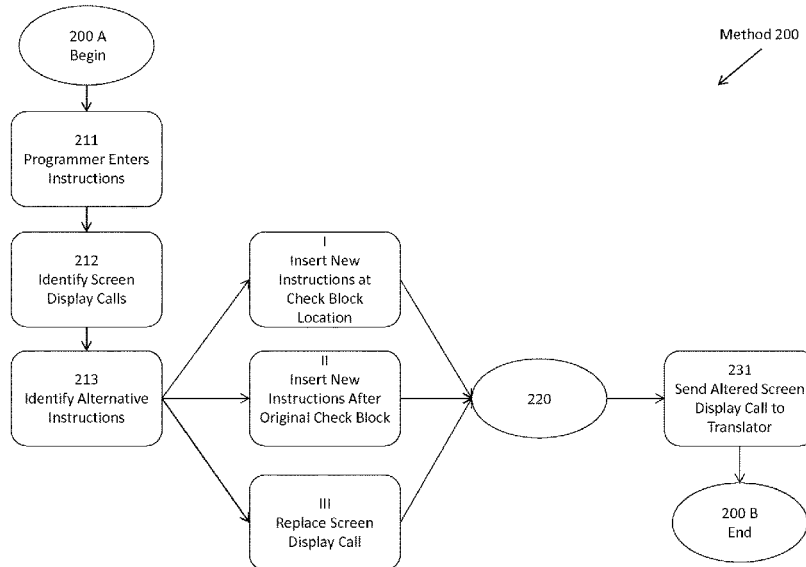 200 A
Begin
Method 200
211
Programmer Enters
Instructions
212
Identify Screen
Display Calls
213
Identify Alternative
Instructions
I
Insert New
Instructions at
Check Block
Location
II
Insert New
Instructions After
Original Check Block
III
Replace Screen
Display Call
220
231
Send Altered Screen
Display Call to
Translator
200 B
End